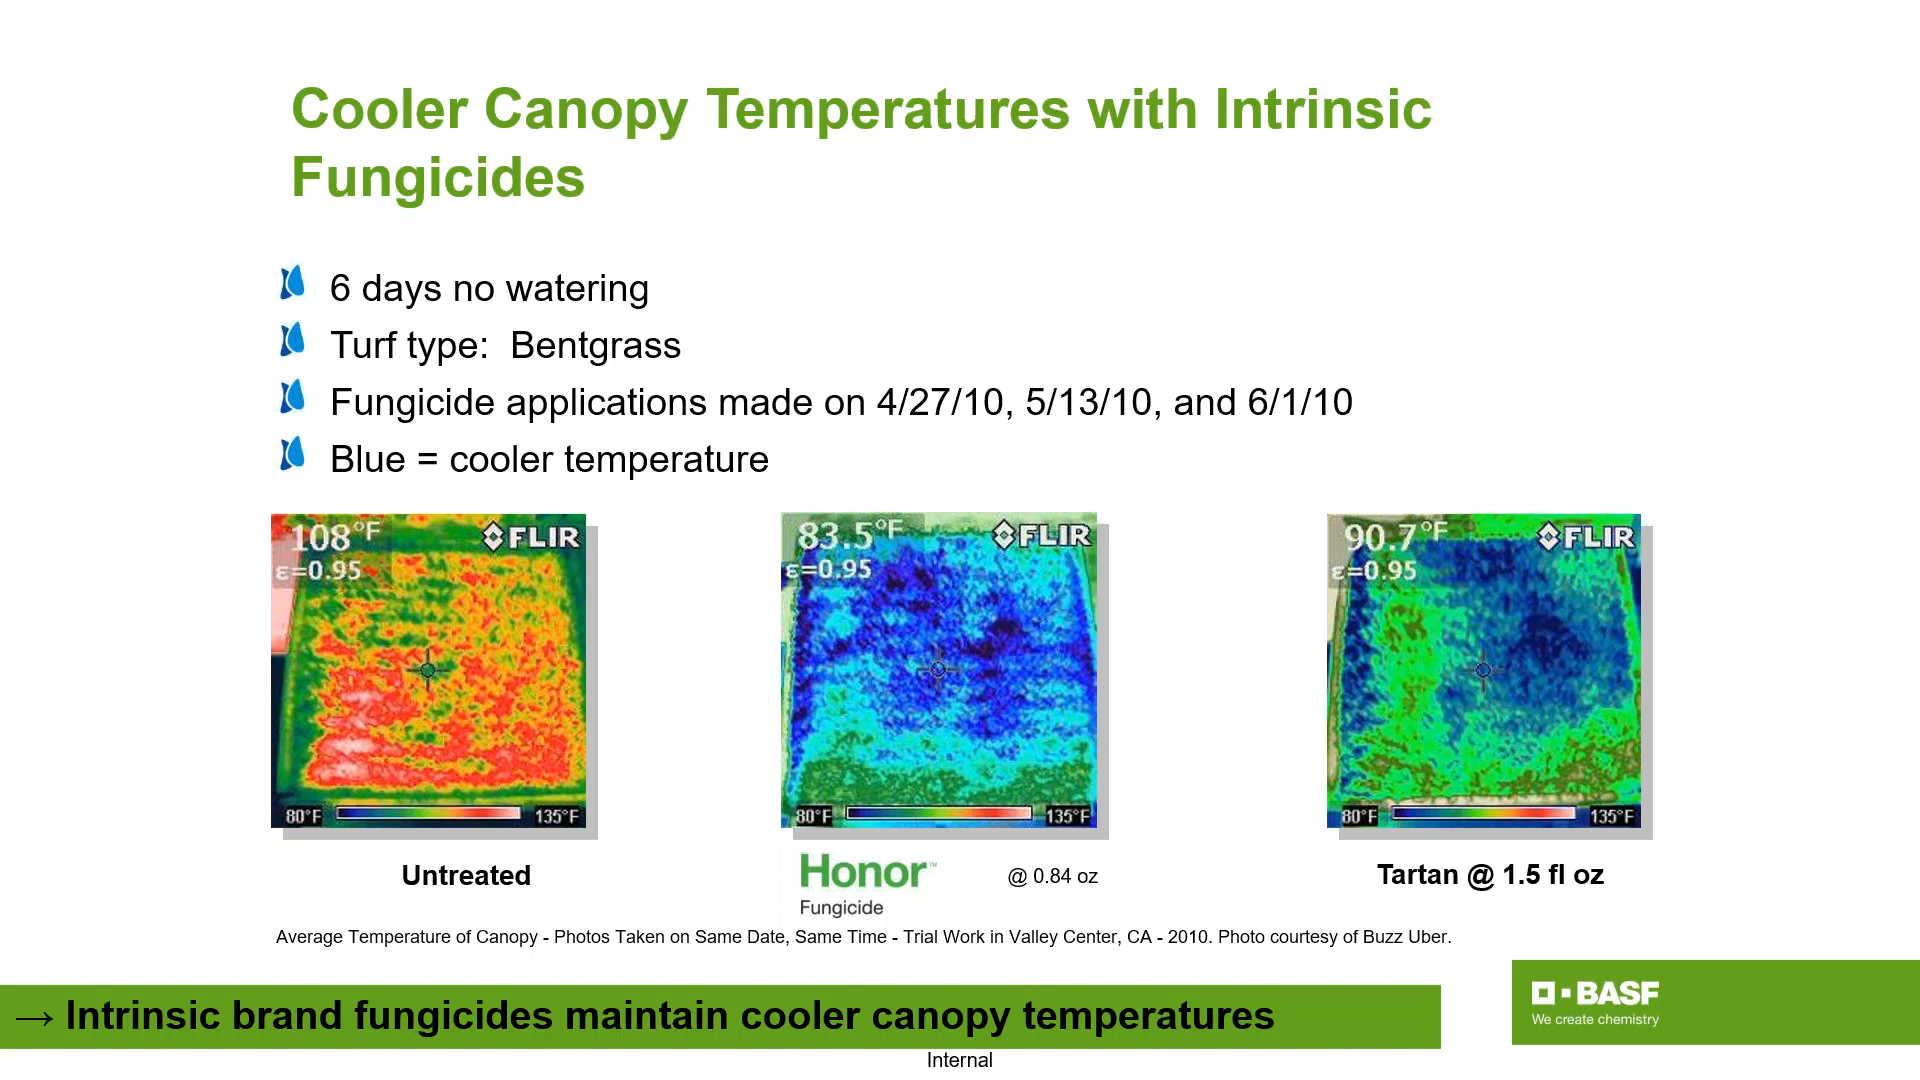 Cooler Canopy Temperatures with Intrinsic
Fungicides
6 days no watering
Turf type:  Bentgrass
Fungicide applications made on 4/27/10, 5/13/10, and 6/1/10
Blue = cooler temperature
108°F
FLIR
ε=0.95
80°F
135°F
83.5°F
FLIR
ε=0.95
80°F
135°F
90.7°F
FLIR
ε=0.95
80°F
135°F
Untreated
Honor™
Fungicide
@ 0.84 oz
Tartan @ 1.5 fl oz
Average Temperature of Canopy - Photos Taken on Same Date, Same Time - Trial Work in Valley Center, CA - 2010. Photo courtesy of Buzz Uber.
→ Intrinsic brand fungicides maintain cooler canopy temperatures
BASF
We create chemistry
Internal